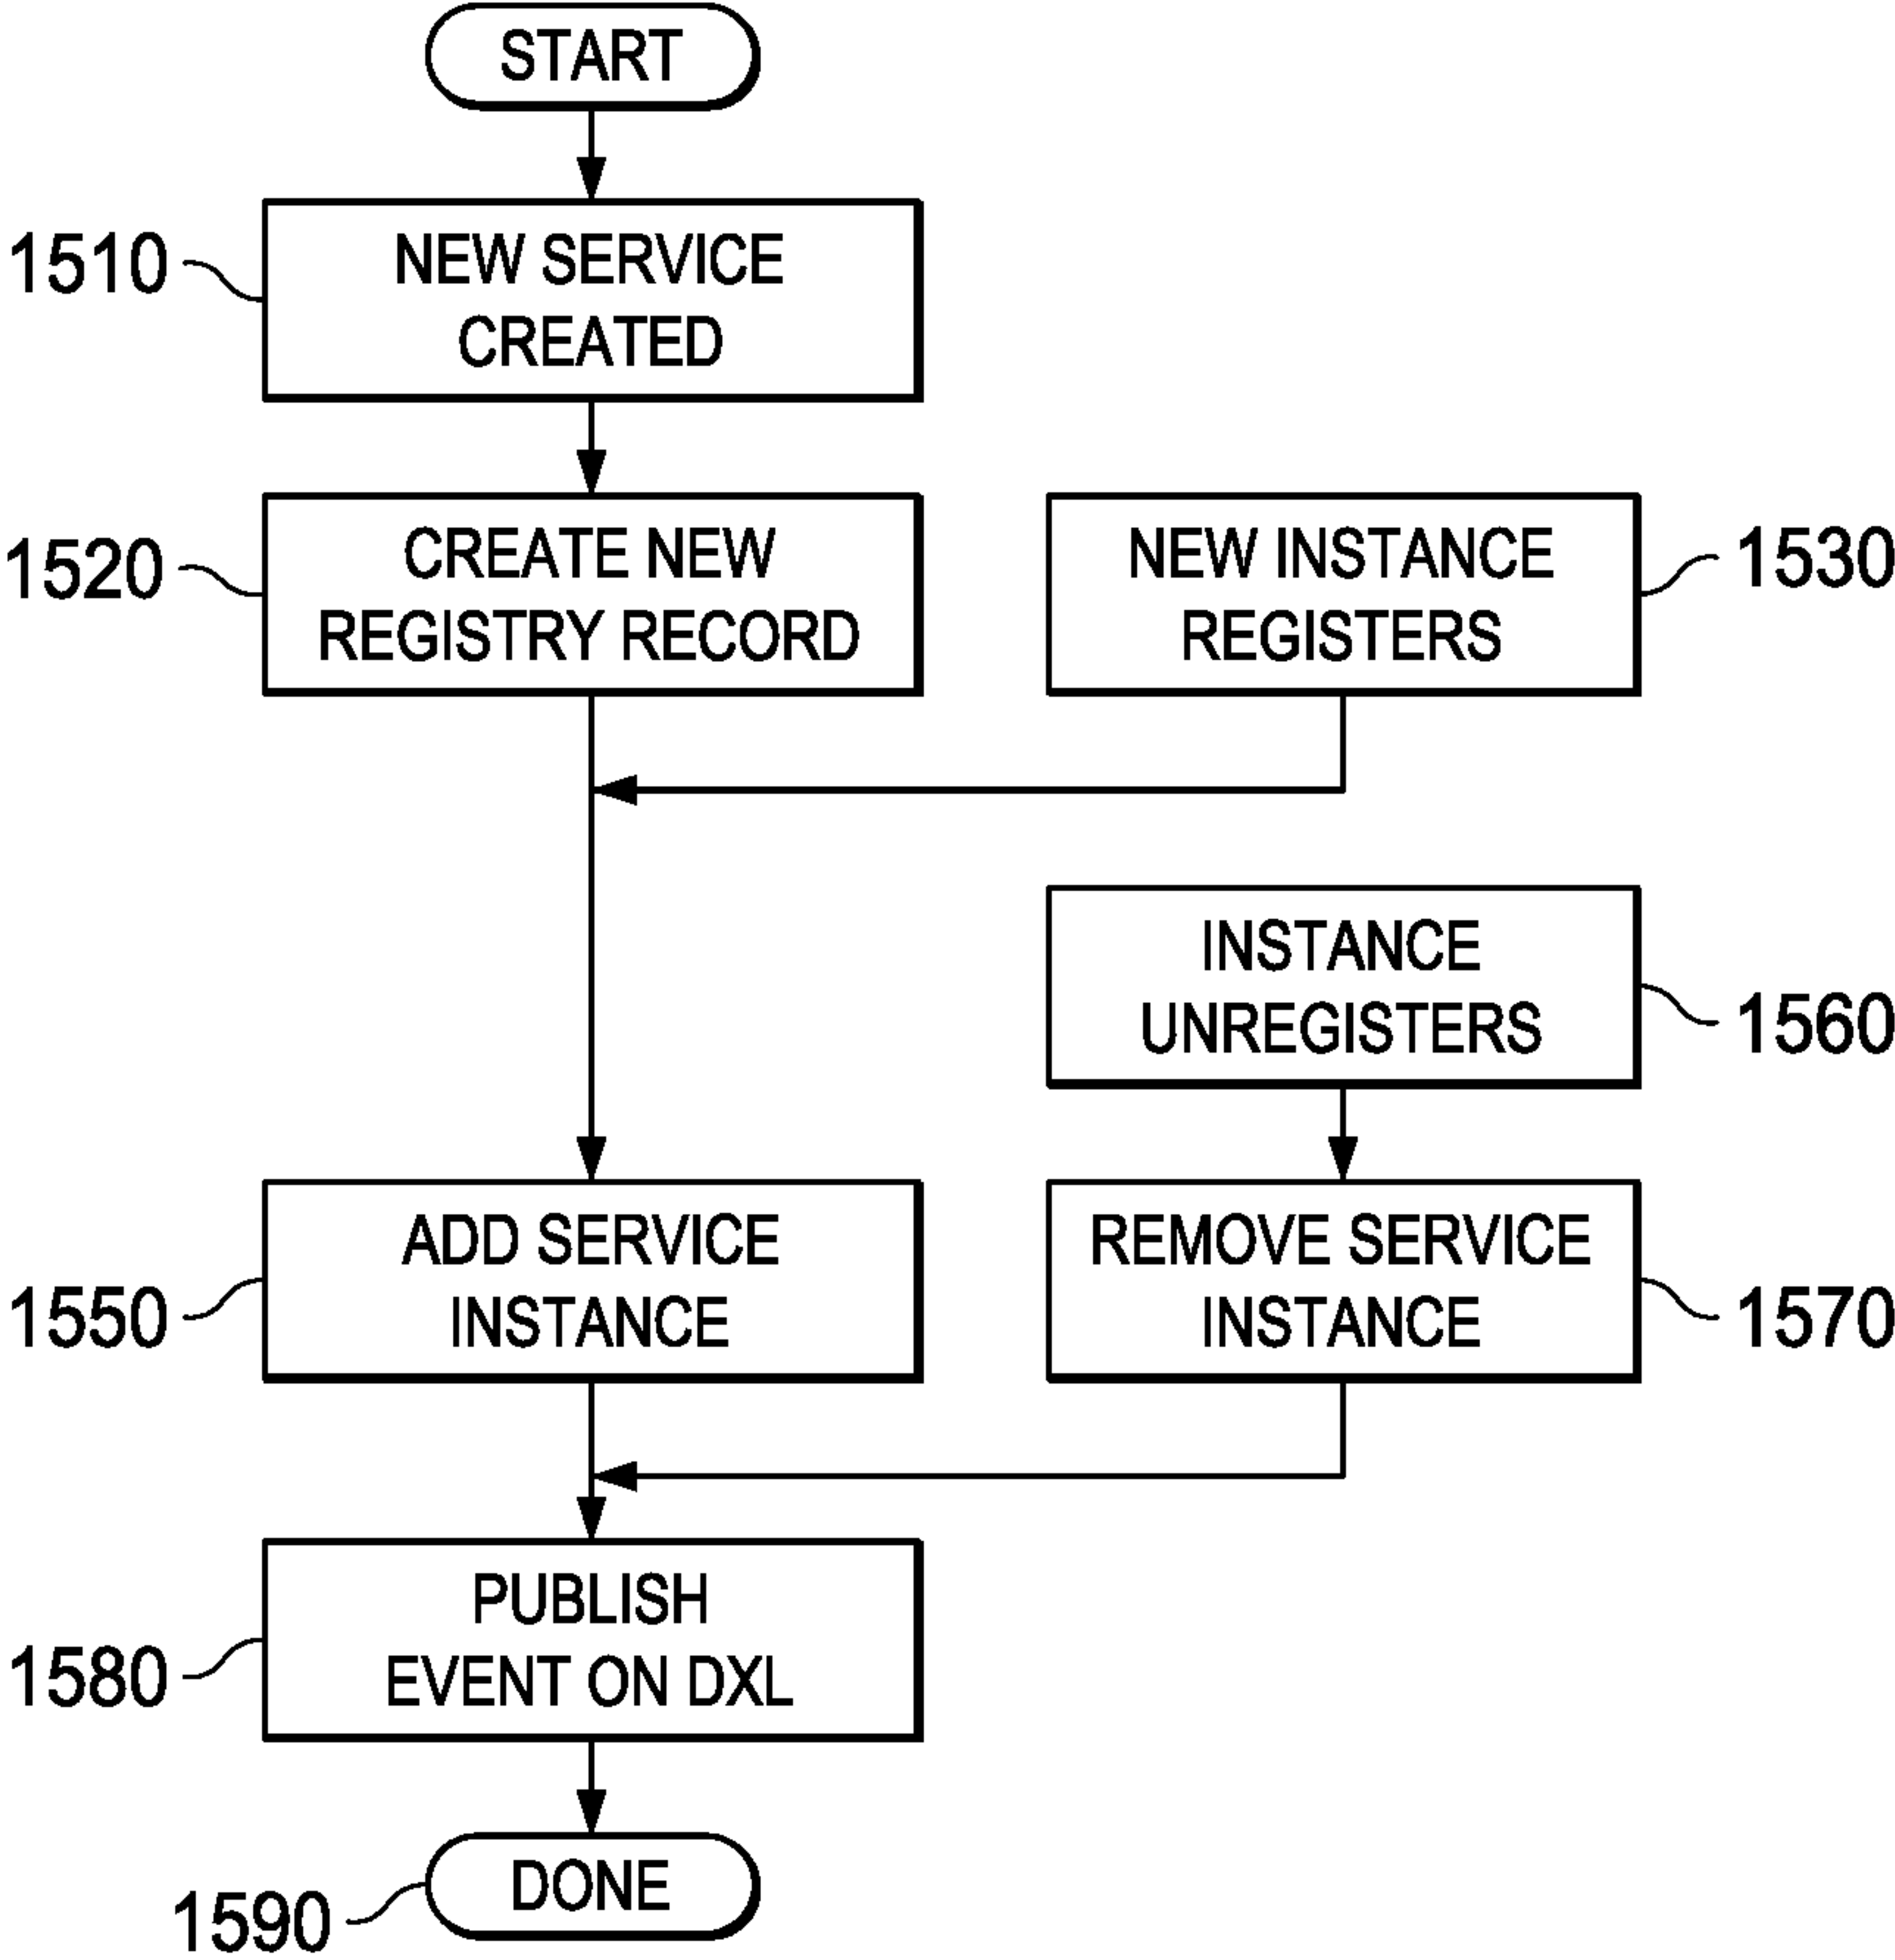 START
1510
NEW SERVICE
CREATED
1520
CREATE NEW
REGISTRY RECORD
NEW INSTANCE
REGISTERS
1530
INSTANCE
UNREGISTERS
1560
1550
ADD SERVICE
INSTANCE
REMOVE SERVICE
INSTANCE
1570
1580
PUBLISH
EVENT ON DXL
1590
DONE